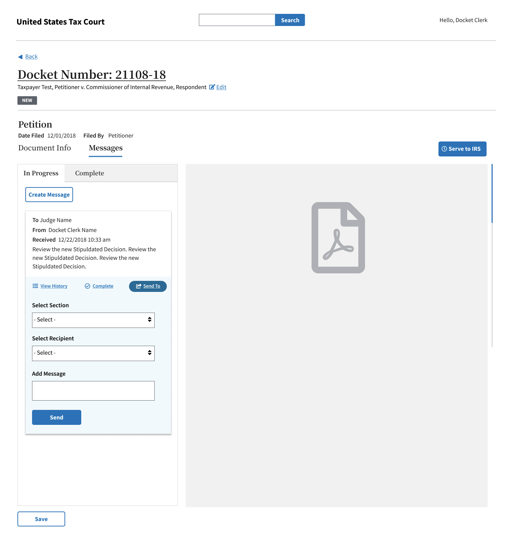 United States Tax Court
Search
Hello, Docket Clerk
Back
Docket Number: 21108-18
Taxpayer Test, Petitioner v. Commissioner of Internal Revenue, Respondent Edit
NEW
Petition
Date Filed 12/01/2018 Filed By Petitioner
Document Info Messages
Serve to IRS
In Progress Complete
Create Message
To Judge Name
From Docket Clerk Name
Received 12/22/2018 10:33 am
Review the new Stipuldated Decision. Review the
new Stipuldated Decision. Review the new
Stipuldated Decision.
View History Complete Send To
Select Section
- Select -
Select Recipient
- Select -
Add Message
Send
Save